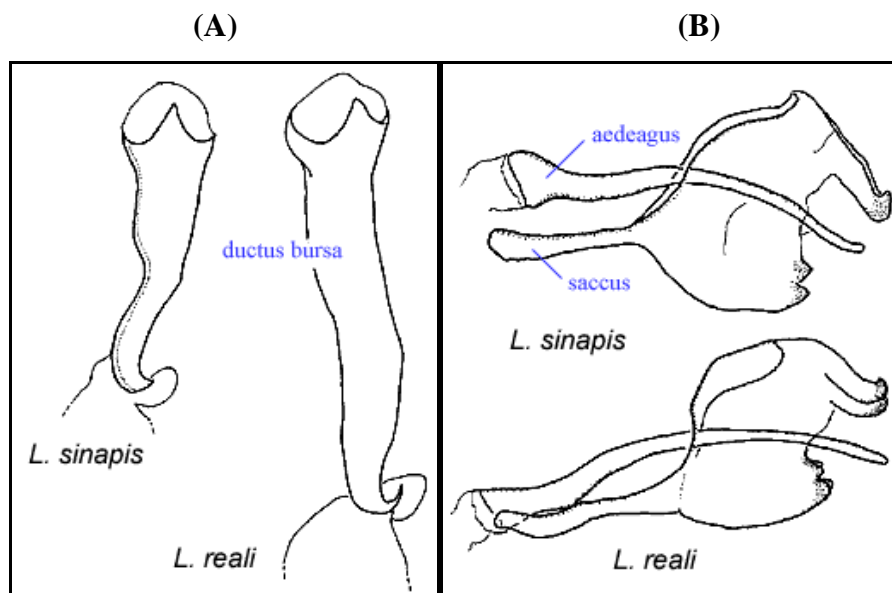 (A)
(B)
ductus bursa
L. sinapis
L. reali
aedeagus
saccus
L. sinapis
L. reali